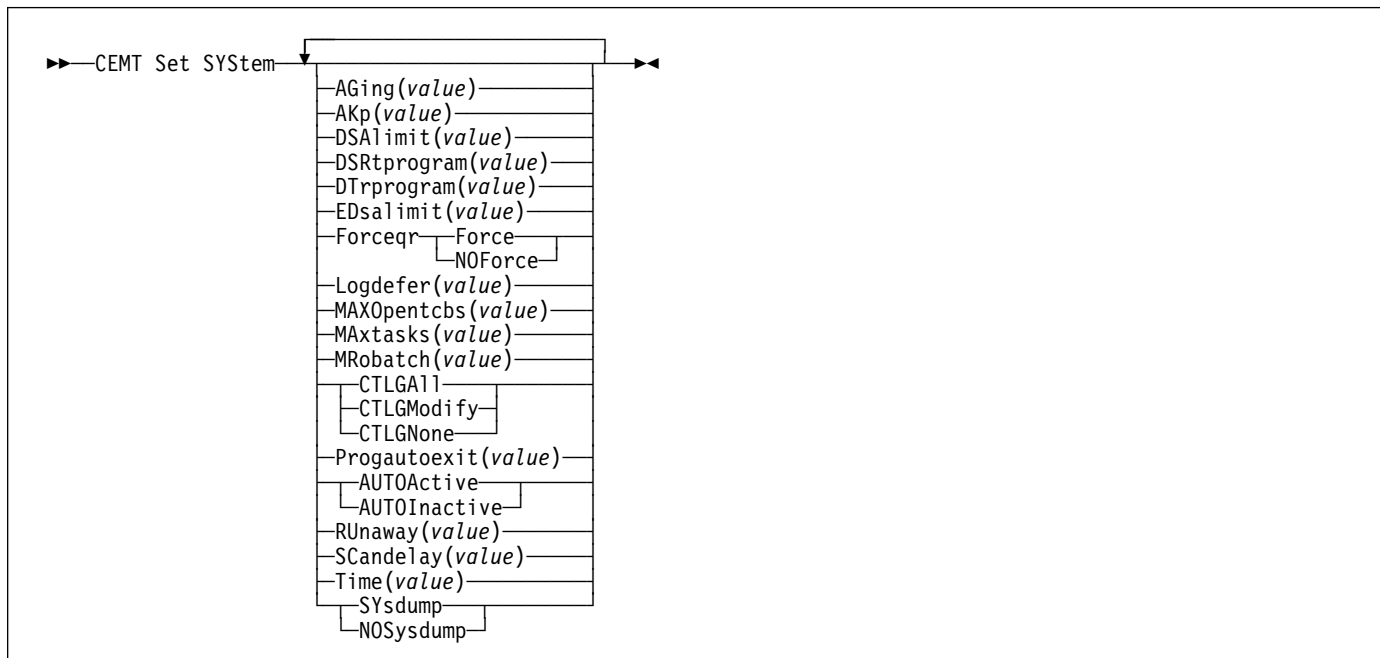 CEMT Set SYStem
AGing(value)
AKp(value)
DSAlimit(value)
DSRtprogram(value)
DTrprogram(value)
EDsalimit(value)
Forceqr Force
NOForce
Logdefer(value)
MAXOpentcbs(value)
MAxtasks(value)
MRobatch(value)
CTLGAll
CTLGModify
CTLGNone
Progautoexit(value)
AUTOActive
AUTOInactive
RUnaway(value)
SCandelay(value)
Time(value)
SYsdump
NOSysdump